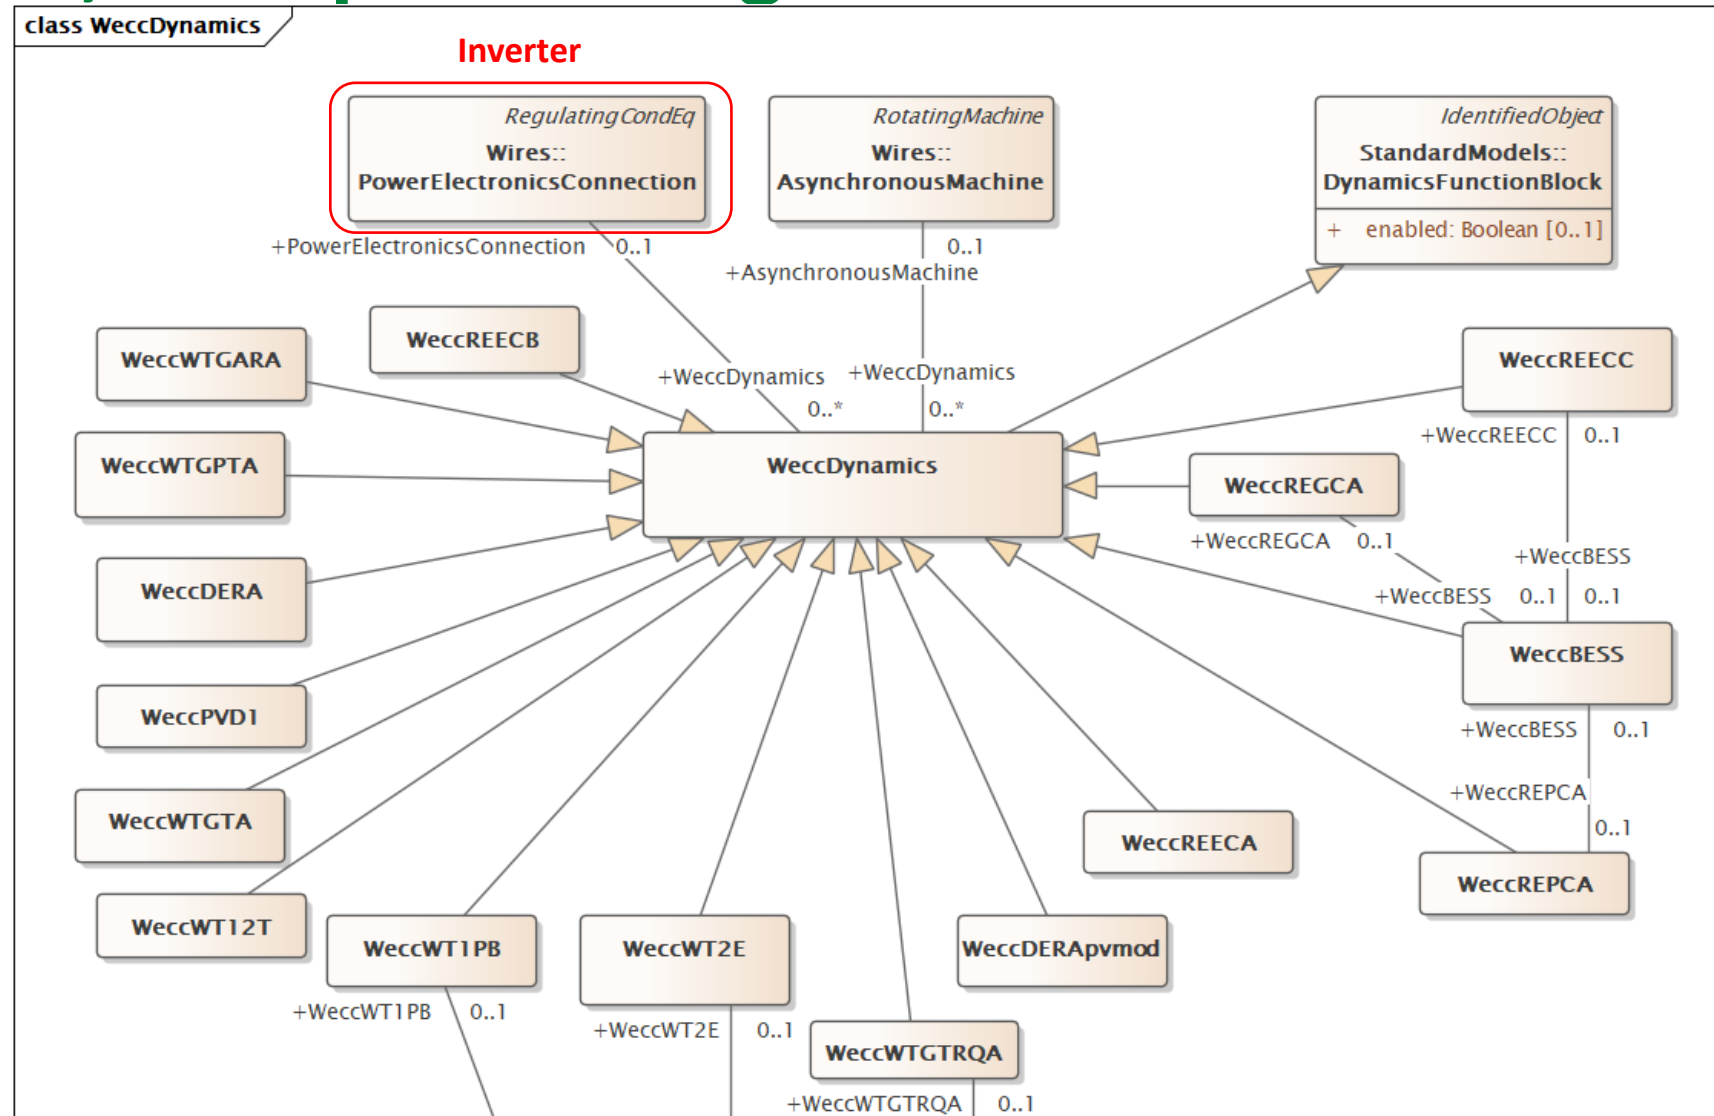 class WeccDynamics
Inverter
RegulatingCondEq
Wires::
PowerElectronicsConnection
RotatingMachine
Wires::
AsynchronousMachine
IdentifiedObject
StandardModels::
DynamicsFunctionBlock
+ enabled: Boolean [0..1]
+PowerElectronicsConnection 0..1
0..1
+AsynchronousMachine
WeccREECB
WeccWTGARA
WeccREECC
+WeccDynamics
+WeccDynamics
0..*
0..*
+WeccREECC 0..1
WeccWTGPTA
WeccDynamics
WeccREGCA
+WeccREGCA 0..1
+WeccBESS
WeccDERA
+WeccBESS 0..1 0..1
WeccBESS
WeccPVD1
+WeccBESS 0..1
+WeccREPCA
WeccWTGTA
0..1
WeccREECA
WeccREPCA
WeccWT12T
WeccWT1PB
WeccWT2E
WeccDERApvmod
+WeccWT1PB 0..1
+WeccWT2E 0..1
WeccWTGTRQA
+WeccWTGTRQA 0..1